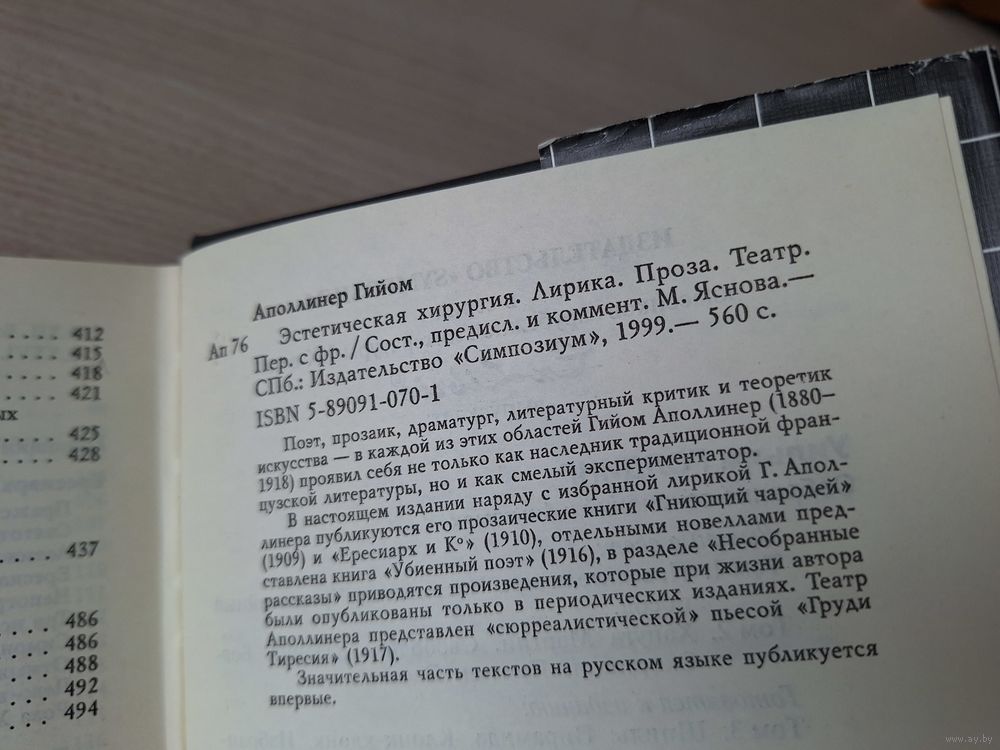 . . . . 412
. . . . 415
. . . . 418
. . . . 421
ых
. . . . 425
. . . . 428
. . . . 437
. . . . 486
. . . . 486
. . . . 488
. . . . 492
. . . . 494
Аполлинер Гийом
Ап 76 Эстетическая хирургия. Лирика. Проза. Театр.
Пер. с фр. / Сост., предисл. и коммент. М. Яснова.—
СПб.: Издательство «Симпозиум», 1999.— 560 с.
ISBN 5-89091-070-1
Поэт, прозаик, драматург, литературный критик и теоретик
искусства — в каждой из этих областей Гийом Аполлинер (1880–
1918) проявил себя не только как наследник традиционной фран-
цузской литературы, но и как смелый экспериментатор.
В настоящем издании наряду с избранной лирикой Г. Апол-
линера публикуются его прозаические книги «Гниющий чародей»
(1909) и «Ересиарх и К°» (1910), отдельными новеллами пред-
ставлена книга «Убиенный поэт» (1916), в разделе «Несобранные
рассказы» приводятся произведения, которые при жизни автора
были опубликованы только в периодических изданиях. Театр
Аполлинера представлен «сюрреалистической» пьесой «Груди
Тиресия» (1917).
Значительная часть текстов на русском языке публикуется
впервые.
www.ay.by